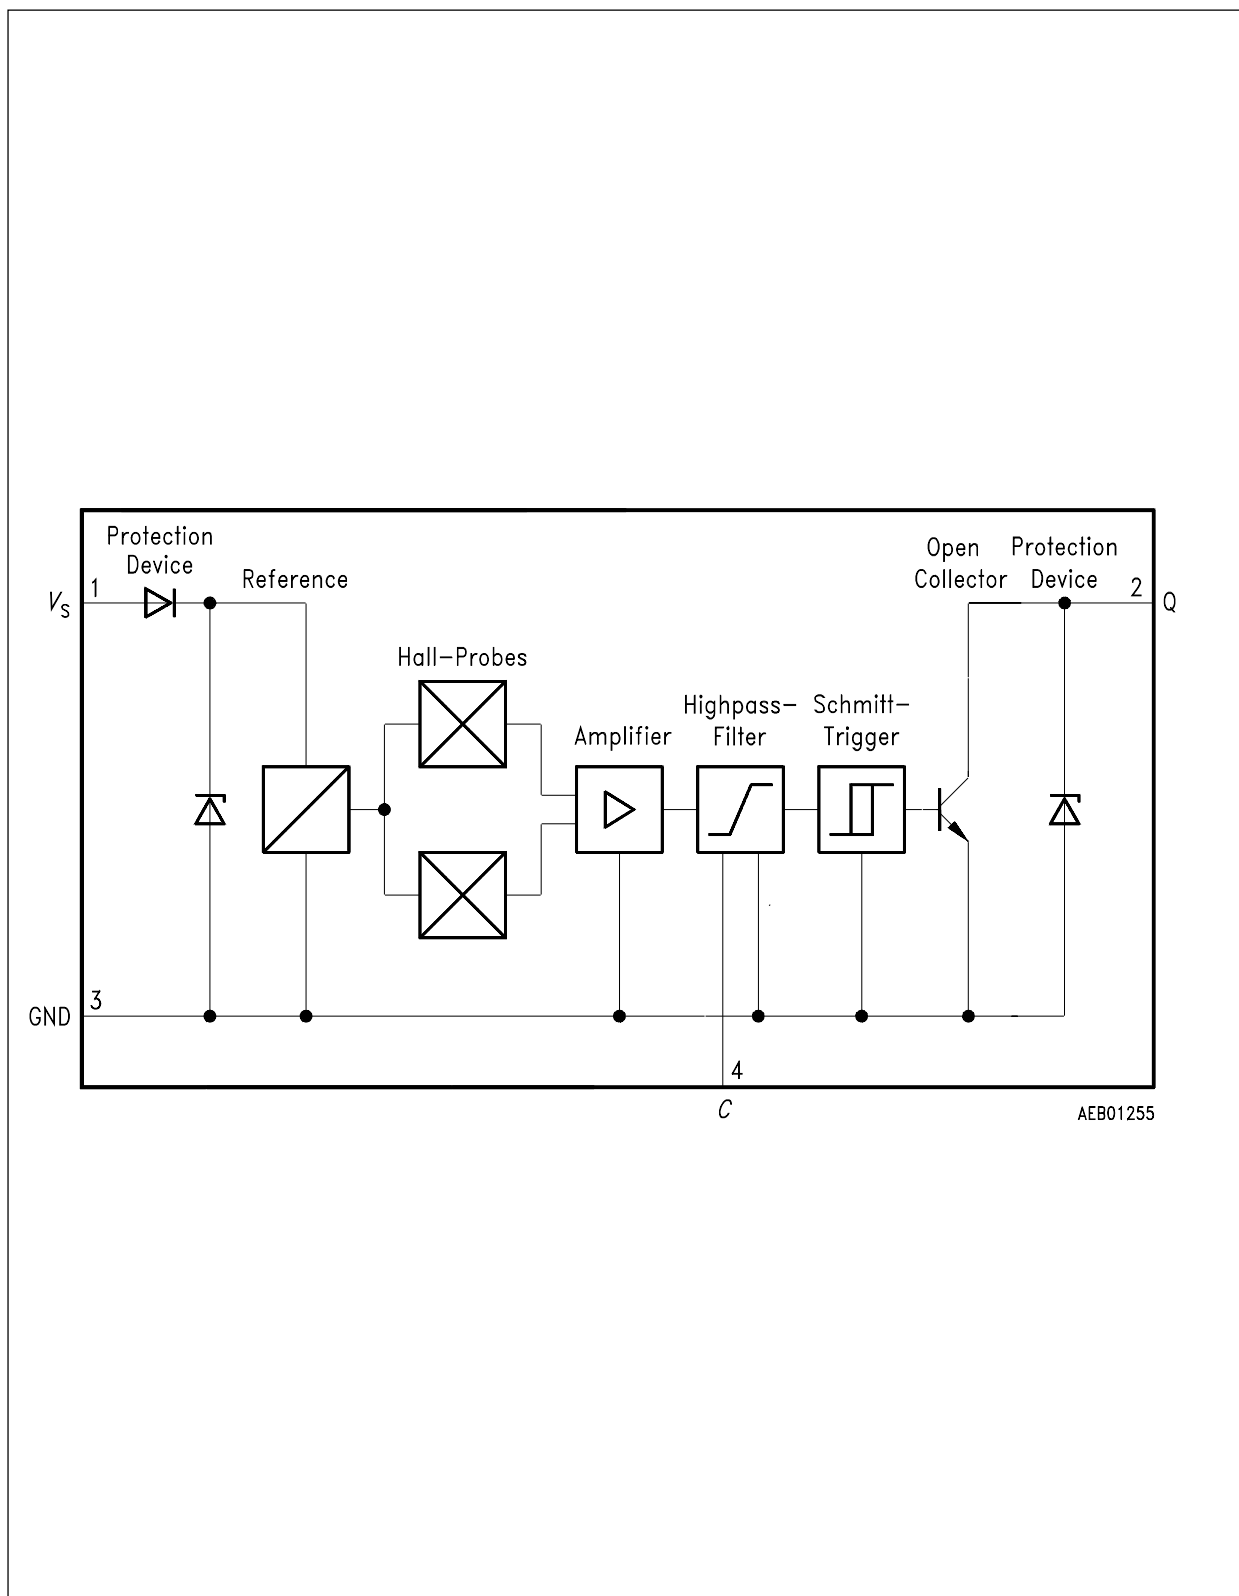 Protection
Device
Reference
1
VS
Hall-Probes
Amplifier
Highpass-
Filter
Schmitt-
Trigger
Open
Collector
Protection
Device
2
Q
GND
3
4
C
AEB01255